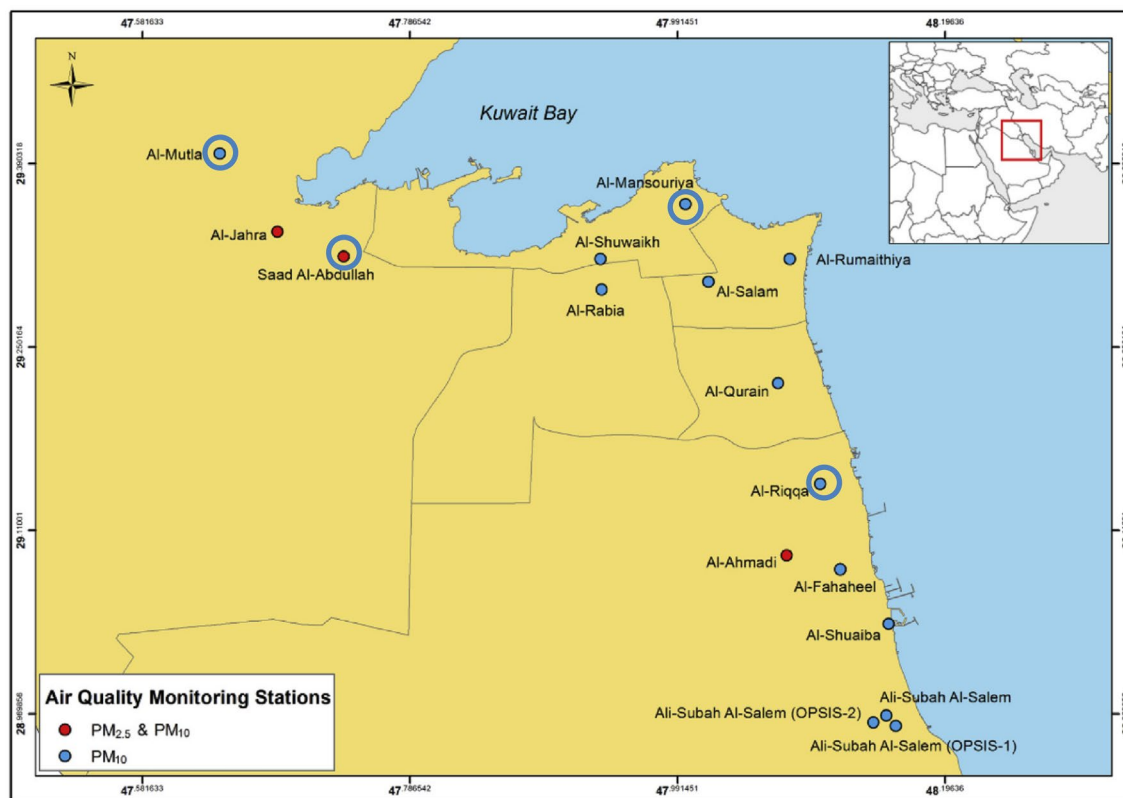 47.581633 47.786542 47.991451 48.19636
N
Kuwait Bay
29.390318
Al-Mutla
Al-Mansouriya
Al-Jahra
Al-Shuwaikh
Al-Rumaithiya
Saad Al-Abdullah
Al-Salam
Al-Rabia
29.250164
Al-Qurain
Al-Riqqa
29.11001
Al-Ahmadi
Al-Fahaheel
Al-Shuaiba
Ali-Subah Al-Salem
Ali-Subah Al-Salem (OPSIS-2)
Ali-Subah Al-Salem (OPSIS-1)
28.969856
Air Quality Monitoring Stations
PM2.5 & PM10
PM10
47.581633 47.786542 47.991451 48.19636